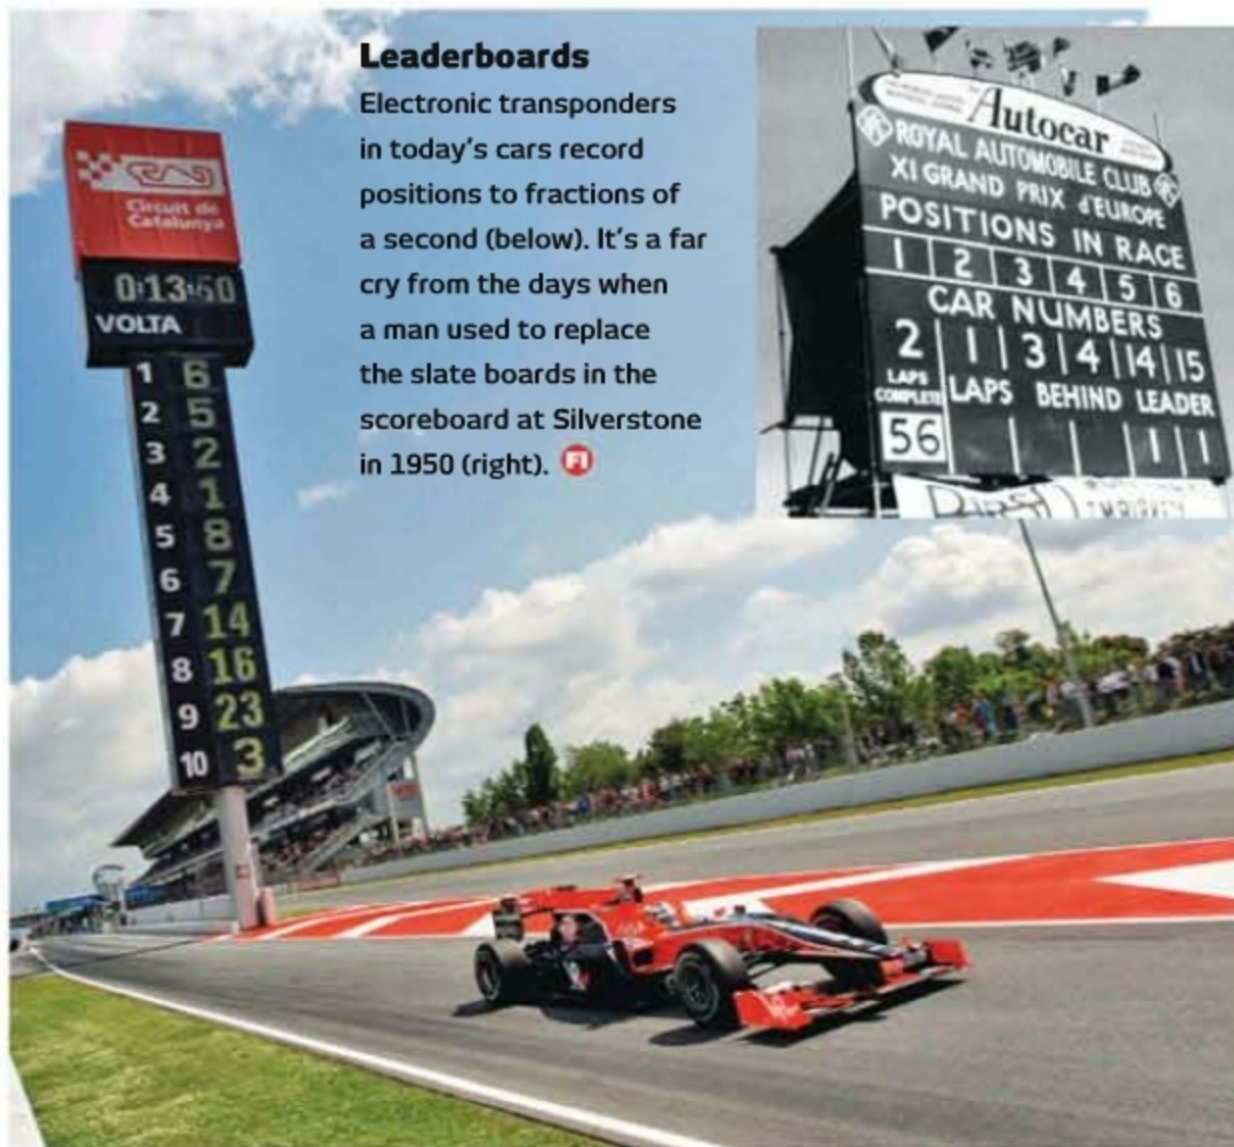 Leaderboards
Electronic transponders
in today's cars record
positions to fractions of
a second (below). It's a far
cry from the days when
a man used to replace
the slate boards in the
scoreboard at Silverstone
in 1950 (right). F1
The Autocar
ROYAL AUTOMOBILE CLUB
XI GRAND PRIX d'EUROPE
POSITIONS IN RACE
1 2 3 4 5 6
CAR NUMBERS
2 1 3 4 14 15
LAPS COMPLETE
LAPS BEHIND LEADER
56 1 1
Circuit de
Catalunya
0:13:50
VOLTA
1 6
2 5
3 2
4 1
5 8
6 7
7 14
8 16
9 23
10 3